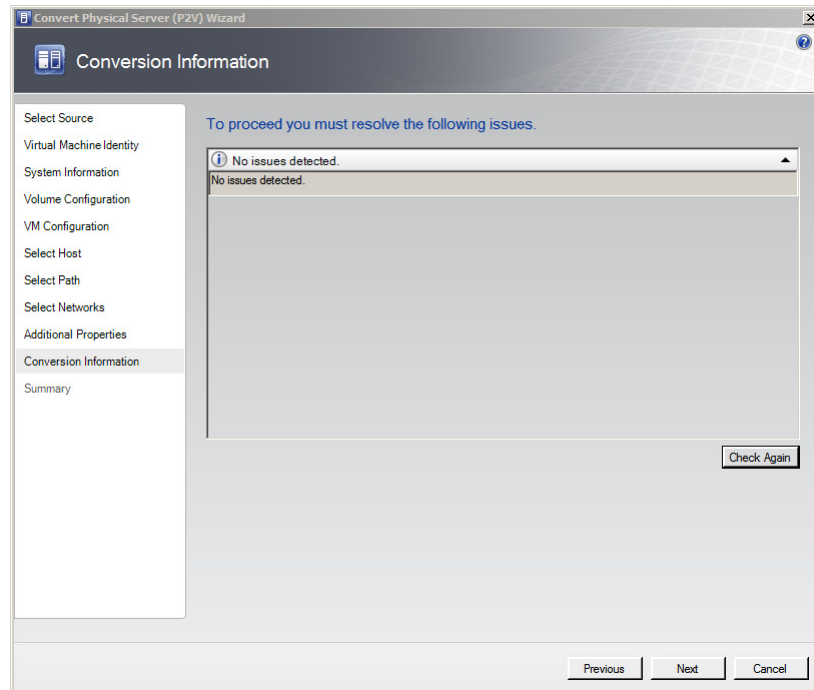 Convert Physical Server (P2V) Wizard
Conversion Information
Select Source
Virtual Machine Identity
System Information
Volume Configuration
VM Configuration
Select Host
Select Path
Select Networks
Additional Properties
Conversion Information
Summary
To proceed you must resolve the following issues.
No issues detected.
No issues detected.
Check Again
Previous Next Cancel